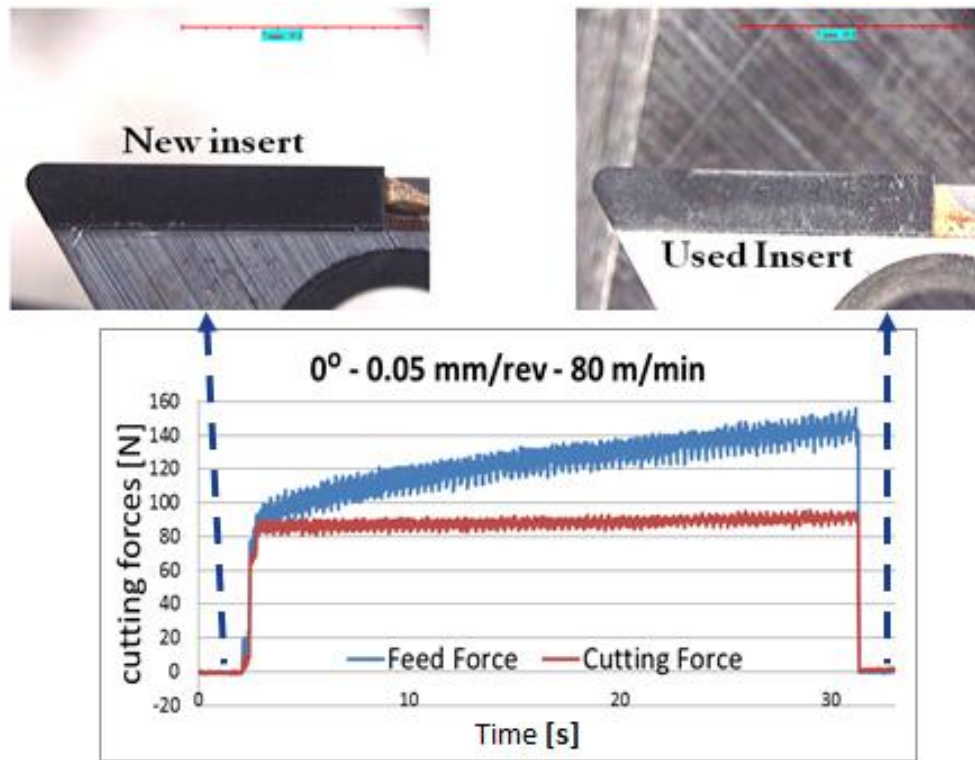 New insert
Used Insert
0° - 0.05 mm/rev - 80 m/min
cutting forces [N]
160
140
120
100
80
60
40
20
0
-20
0
10
20
30
Feed Force
Cutting Force
Time [s]